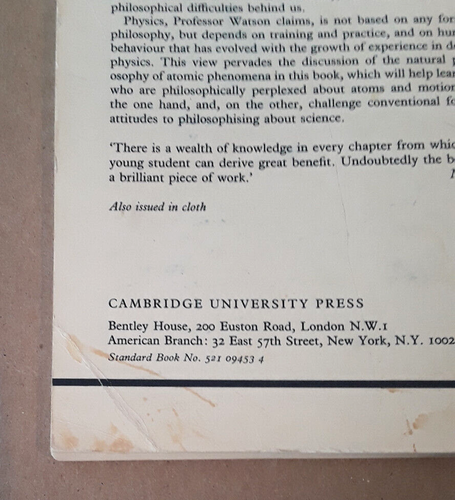 philosophical difficulties behind us.
Physics, Professor Watson claims, is not based on any
philosophy, but depends on training and practice, and on
behaviour that has evolved with the growth of experience in
physics. This view pervades the discussion of the natural
osophy of atomic phenomena in this book, which will help
who are philosophically perplexed about atoms and
the one hand, and, on the other, challenge conventional
attitudes to philosophising about science.
'There is a wealth of knowledge in every chapter from
young student can derive great benefit. Undoubtedly the
a brilliant piece of work.'
Also issued in cloth
CAMBRIDGE UNIVERSITY PRESS
Bentley House, 200 Euston Road, London N.W.1
American Branch: 32 East 57th Street, New York, N.Y. 1002
Standard Book No. 521 09453 4